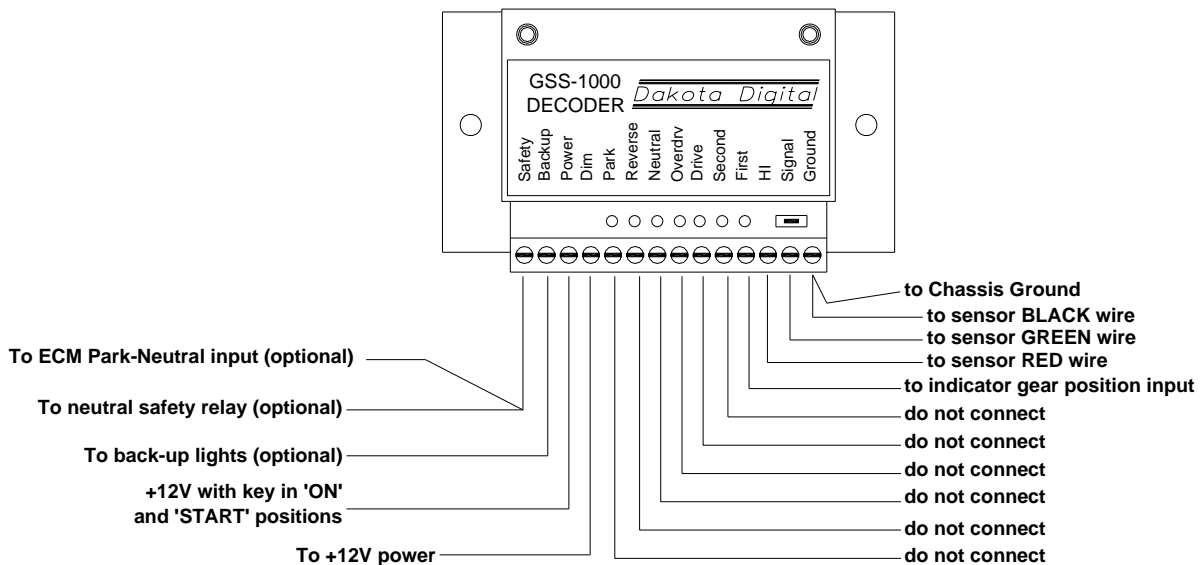 GSS-1000
DECODER
Dakota Digital
Safety
Backup
Power
Dim
Park
Reverse
Neutral
Overdrv
Drive
Second
First
HI
Signal
Ground
to Chassis Ground
to sensor BLACK wire
to sensor GREEN wire
to sensor RED wire
to indicator gear position input
do not connect
do not connect
do not connect
do not connect
do not connect
do not connect
To ECM Park-Neutral input (optional)
To neutral safety relay (optional)
To back-up lights (optional)
+12V with key in 'ON'
and 'START' positions
To +12V power